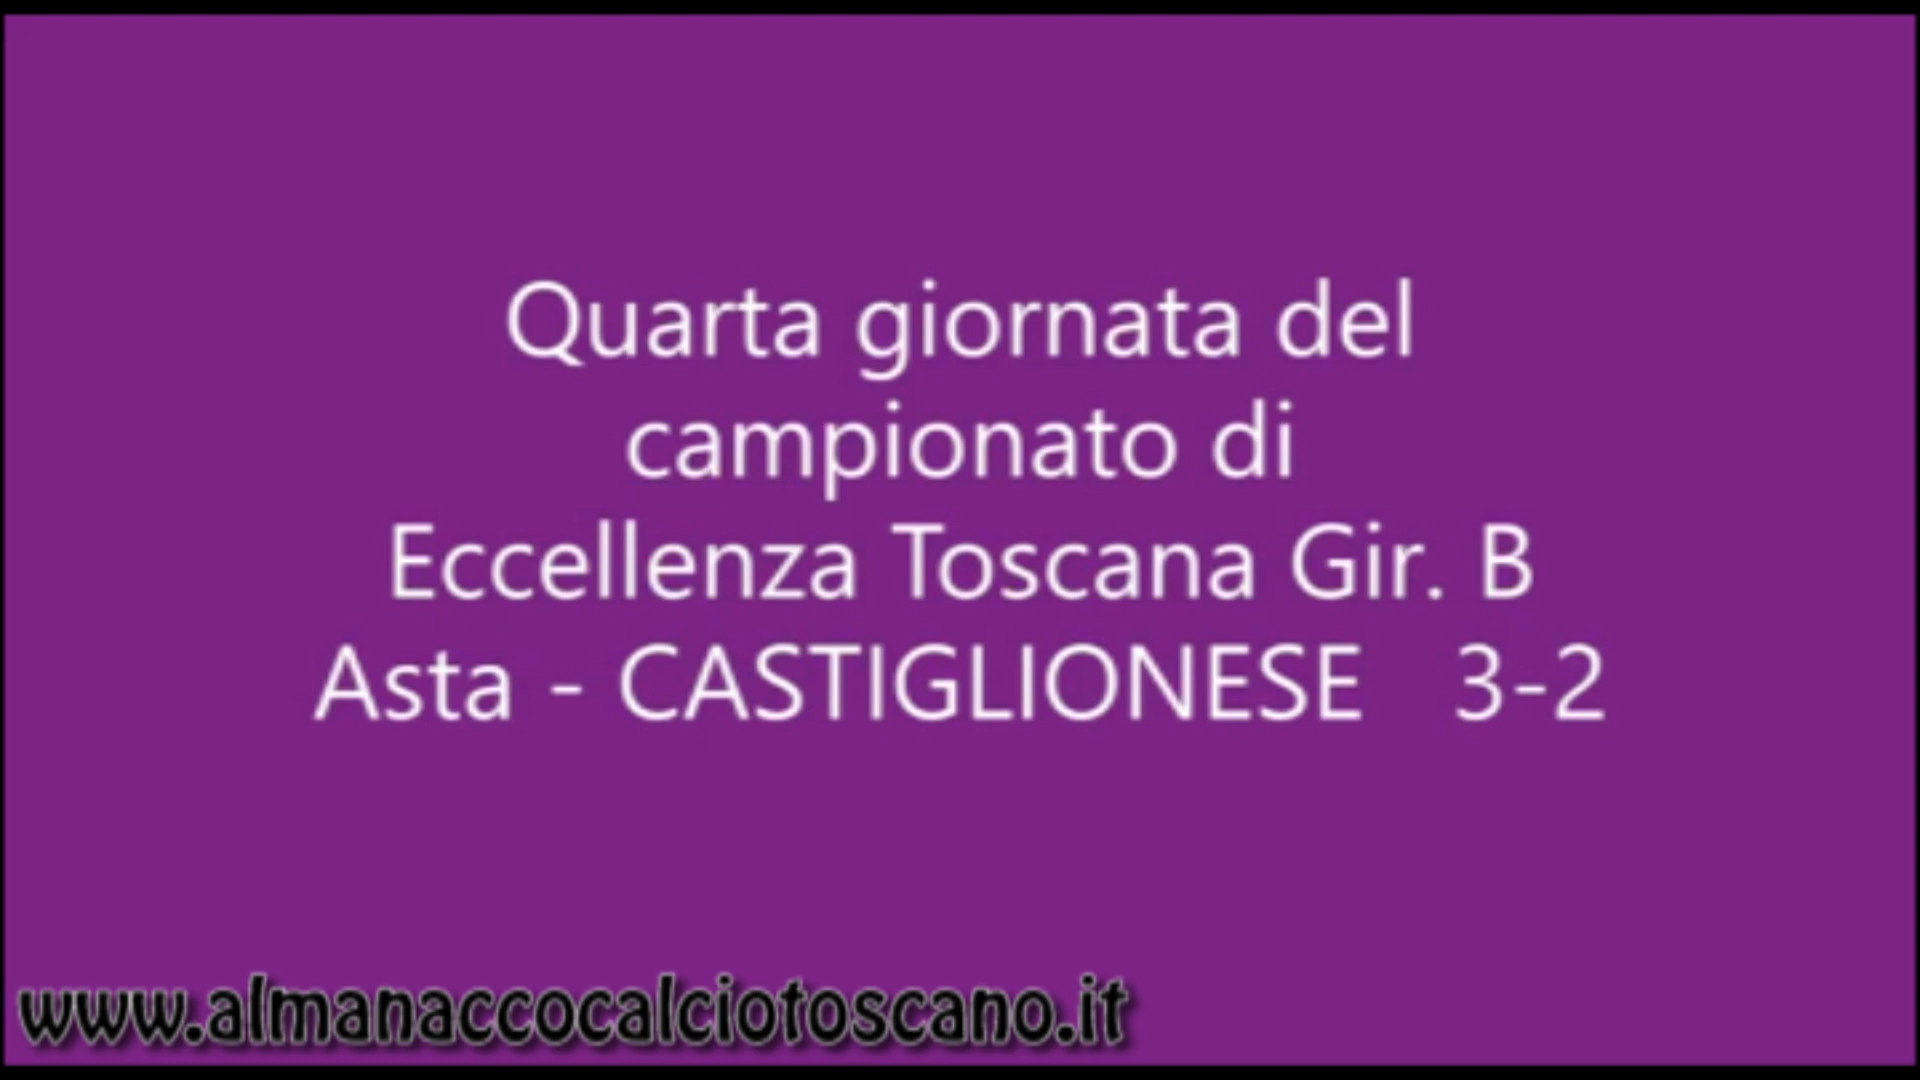 Quarta giornata del
campionato di
Eccellenza Toscana Gir. B
Asta - CASTIGLIONESE 3-2
www.almanaccocalciotoscano.it